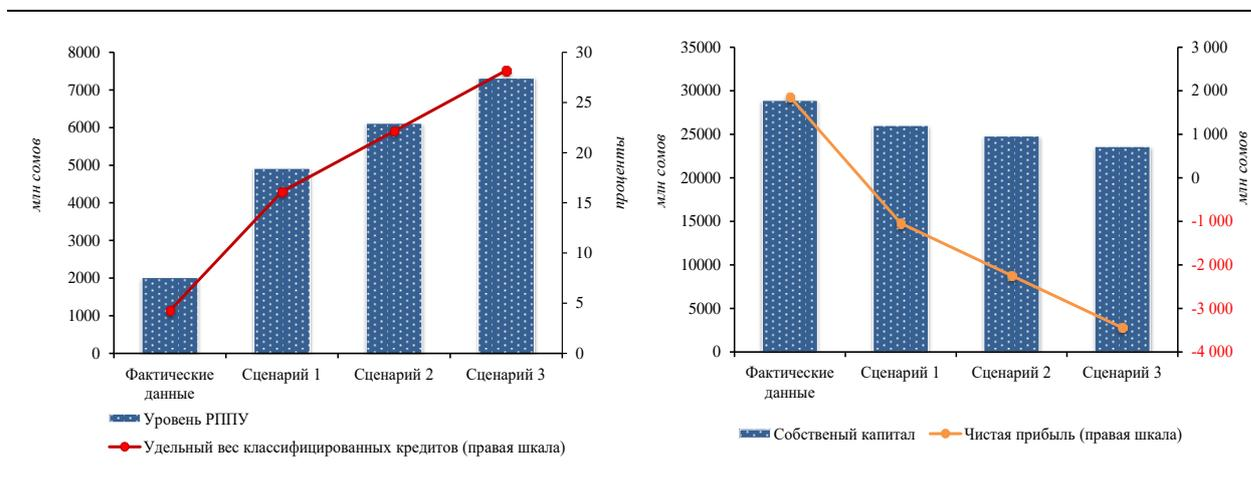 8000
7000
6000
5000
4000
3000
2000
1000
0
млн сомов
30
25
20
15
10
5
0
проценты
Фактические
данные
Сценарий 1
Сценарий 2
Сценарий 3
Уровень РППУ
Удельный вес классифицированных кредитов (правая шкала)
35000
30000
25000
20000
15000
10000
5000
0
млн сомов
3 000
2 000
1 000
0
-1 000
-2 000
-3 000
-4 000
млн сомов
Фактические
данные
Сценарий 1
Сценарий 2
Сценарий 3
Собственый капитал
Чистая прибыль (правая шкала)